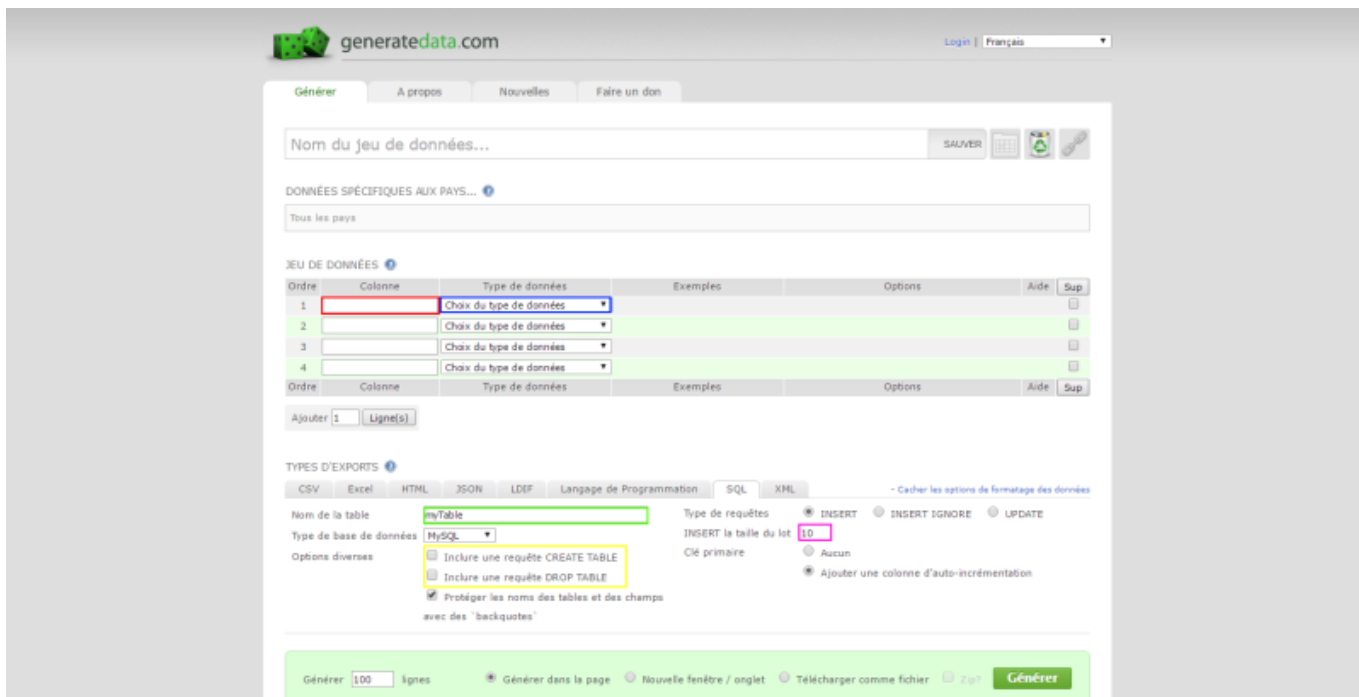 generatedata.com
Login | Français
Générer A propos Nouvelles Faire un don
Nom du jeu de données... SAUVER
DONNÉES SPÉCIFIQUES AUX PAYS...
Tous les pays
JEU DE DONNÉES
Ordre Colonne Type de données Exemples Options Aide Sup
1 Choix du type de données
2 Choix du type de données
3 Choix du type de données
4 Choix du type de données
Ordre Colonne Type de données Exemples Options Aide Sup
Ajouter 1 Ligne(s)
TYPES D'EXPORTS
CSV Excel HTML JSON LDIF Langage de Programmation SQL XML - Cacher les options de formatage des données
Nom de la table myTable Type de requêtes INSERT INSERT IGNORE UPDATE
Type de base de données MySQL INSERT la taille du lot 10
Options diverses Inclure une requête CREATE TABLE Clé primaire Aucun
Inclure une requête DROP TABLE Ajouter une colonne d'auto-incrémentation
Protéger les noms des tables et des champs
avec des `backquotes`
Générer 100 lignes Générer dans la page Nouvelle fenêtre / onglet Télécharger comme fichier Zip? Générer